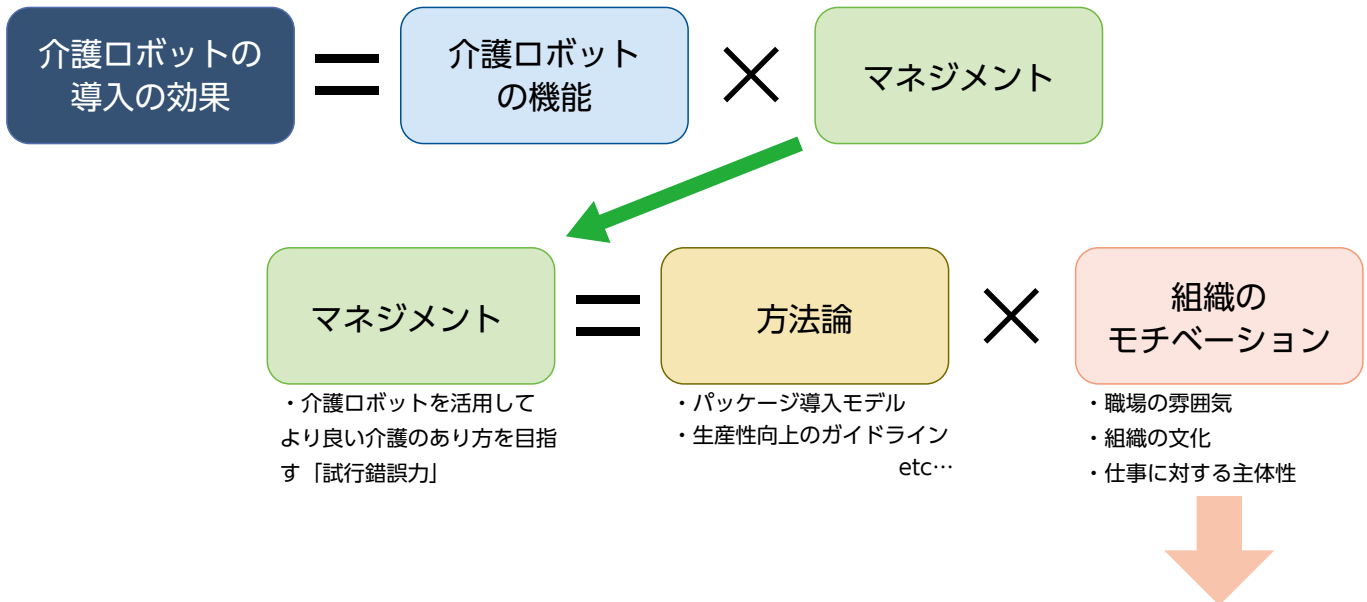 介護ロボットの
導入の効果
=
介護ロボット
の機能
×
マネジメント
マネジメント
=
方法論
×
組織の
モチベーション
・介護ロボットを活用して
より良い介護のあり方を目指
す「試行錯誤力」
・パッケージ導入モデル
・生産性向上のガイドライン
etc…
・職場の雰囲気
・組織の文化
・仕事に対する主体性